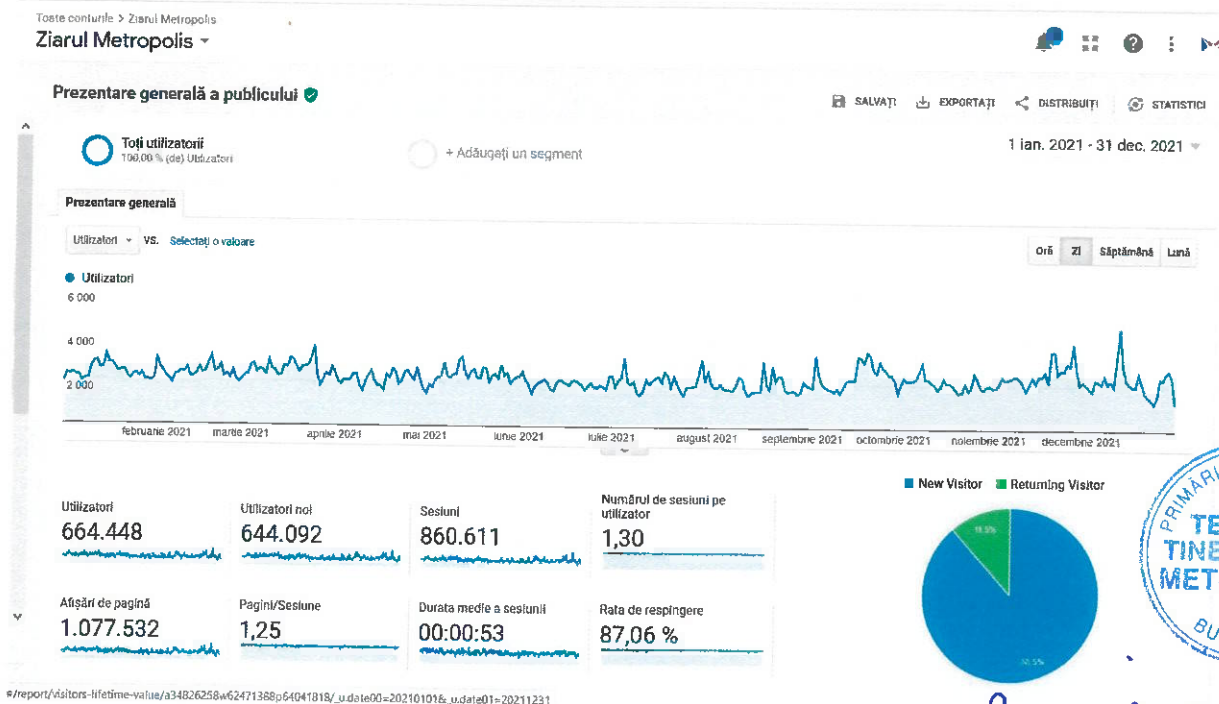 Toate conturile > Ziarul Metropolis
Ziarul Metropolis
Prezentare generală a publicului
SALVAȚI
EXPORTAȚI
DISTRIBUIȚI
STATISTICI
Toți utilizatorii
100,00 % (de) Utilizatori
+ Adăugați un segment
1 ian. 2021 - 31 dec. 2021
Prezentare generală
Utilizatori
VS.
Selectați o valoare
Oră
Zi
Săptămână
Lună
Utilizatori
6 000
4 000
2 000
februarie 2021
martie 2021
aprilie 2021
mai 2021
iunie 2021
iulie 2021
august 2021
septembrie 2021
octombrie 2021
noiembrie 2021
decembrie 2021
Utilizatori
664.448
Utilizatori noi
644.092
Sesiuni
860.611
Numărul de sesiuni pe
utilizator
1,30
Afișări de pagină
1.077.532
Pagini/Sesiune
1,25
Durata medie a sesiunii
00:00:53
Rata de respingere
87,06 %
New Visitor
Returning Visitor
PRIMĂRI
TE
TINE
MET
BU
#/report/visitors-lifetime-value/a34826258w62471368p64041818/_u.date00=20210101&_u.date01=20211231